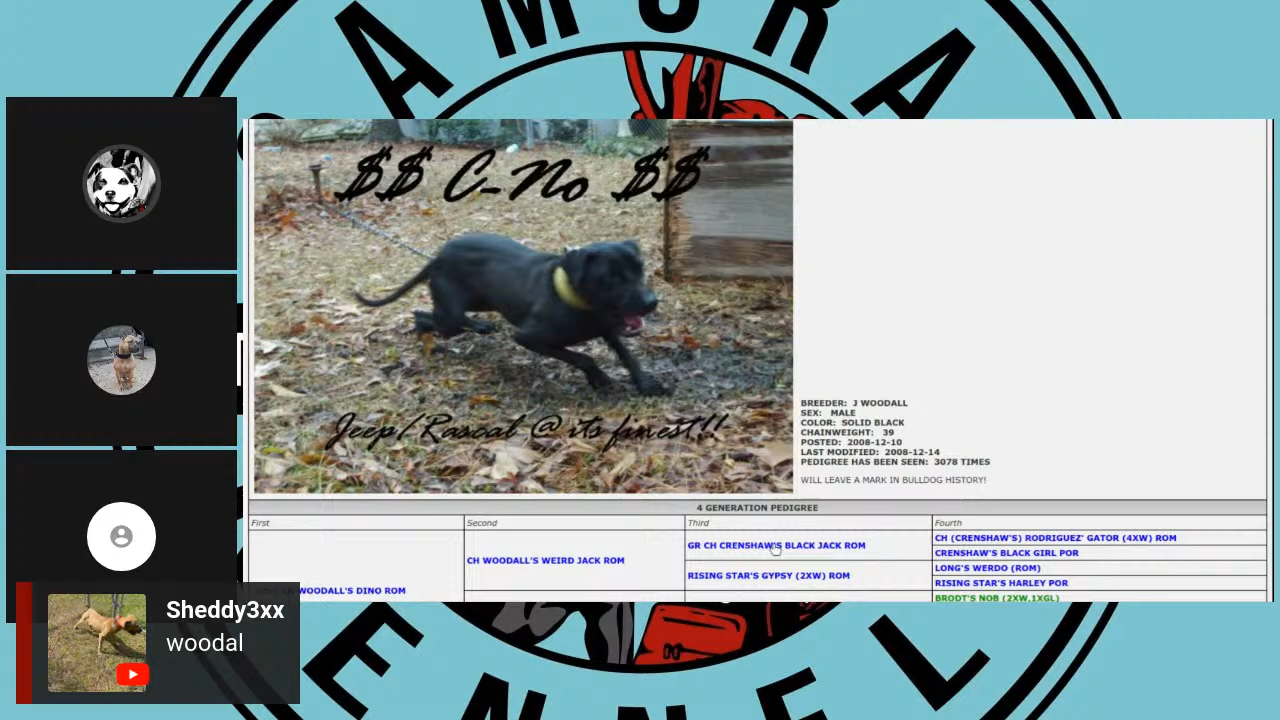 AMORA
$$ C-No $$
Jeep/Rascal @ its finest!!
BREEDER: J WOODALL
SEX: MALE
COLOR: SOLID BLACK
CHAINWEIGHT: 39
POSTED: 2008-12-10
LAST MODIFIED: 2008-12-14
PEDIGREE HAS BEEN SEEN: 3078 TIMES
WILL LEAVE A MARK IN BULLDOG HISTORY!
4 GENERATION PEDIGREE
First Second Third Fourth
WOODALL'S DINO ROM
CH WOODALL'S WEIRD JACK ROM
GR CH CRENSHAW'S BLACK JACK ROM
RISING STAR'S GYPSY (2XW) ROM
CH (CRENSHAW'S) RODRIGUEZ' GATOR (4XW) ROM
CRENSHAW'S BLACK GIRL POR
LONG'S WERDO (ROM)
RISING STAR'S HARLEY POR
BRODT'S NOB (2XW,1XGL)
Sheddy3xx
woodal
ENNEL